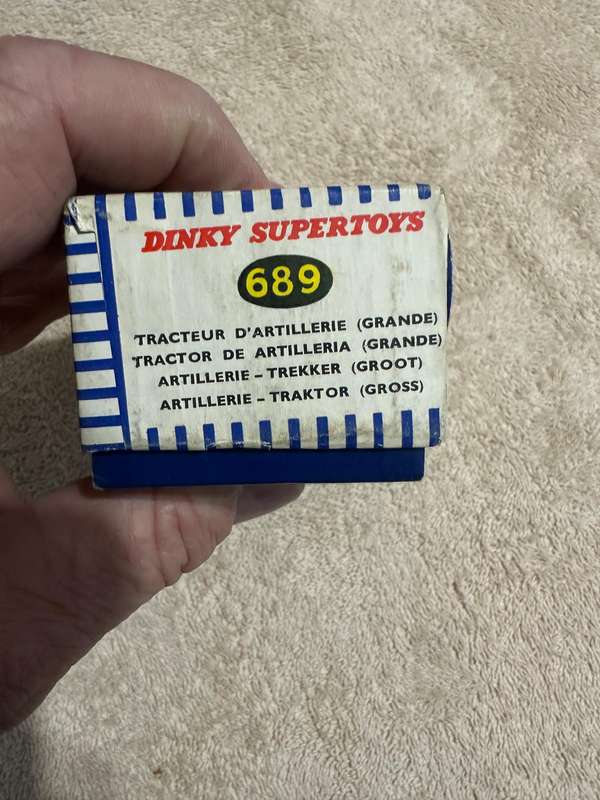 DINKY SUPERTOYS
689
TRACTEUR D'ARTILLERIE (GRANDE)
TRACTOR DE ARTILLERIA (GRANDE)
ARTILLERIE – TREKKER (GROOT)
ARTILLERIE – TRAKTOR (GROSS)